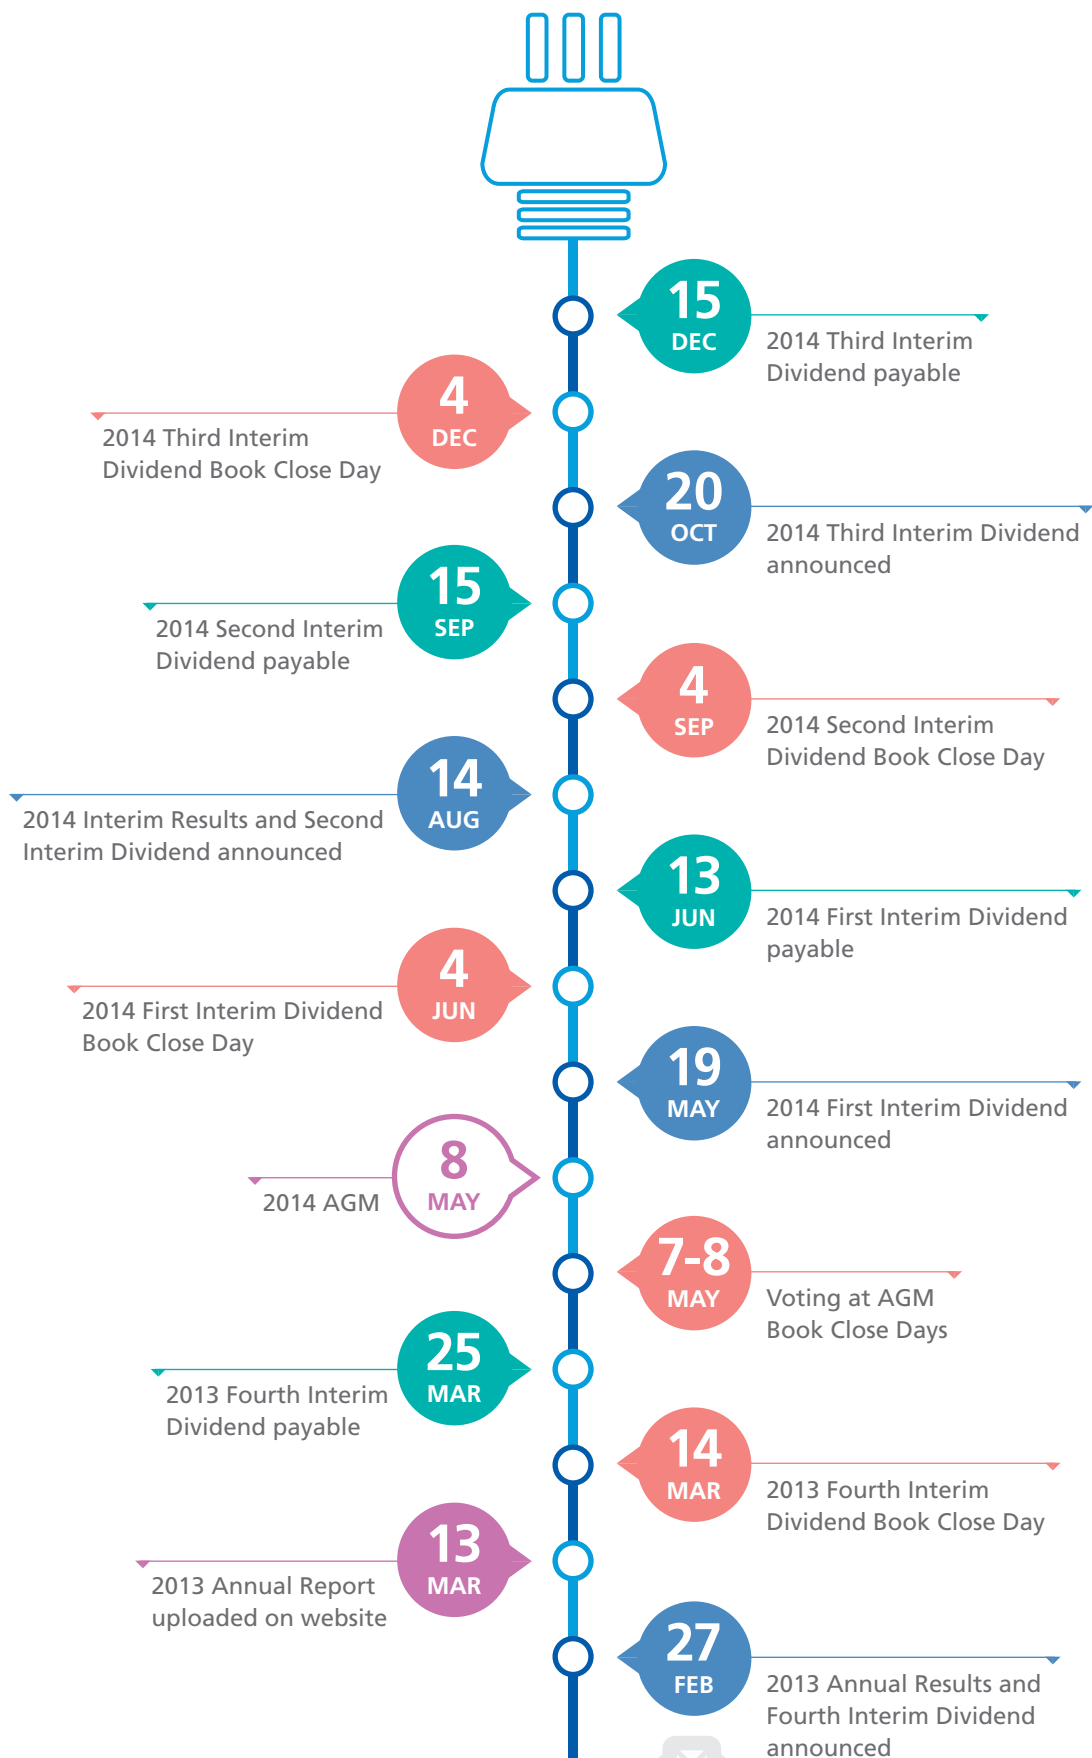 15
DEC
2014 Third Interim
Dividend payable
4
DEC
2014 Third Interim
Dividend Book Close Day
20
OCT
2014 Third Interim Dividend
announced
15
SEP
2014 Second Interim
Dividend payable
4
SEP
2014 Second Interim
Dividend Book Close Day
14
AUG
2014 Interim Results and Second
Interim Dividend announced
13
JUN
2014 First Interim Dividend
payable
4
JUN
2014 First Interim Dividend
Book Close Day
19
MAY
2014 First Interim Dividend
announced
8
MAY
2014 AGM
7-8
MAY
Voting at AGM
Book Close Days
25
MAR
2013 Fourth Interim
Dividend payable
14
MAR
2013 Fourth Interim
Dividend Book Close Day
13
MAR
2013 Annual Report
uploaded on website
27
FEB
2013 Annual Results and
Fourth Interim Dividend
announced